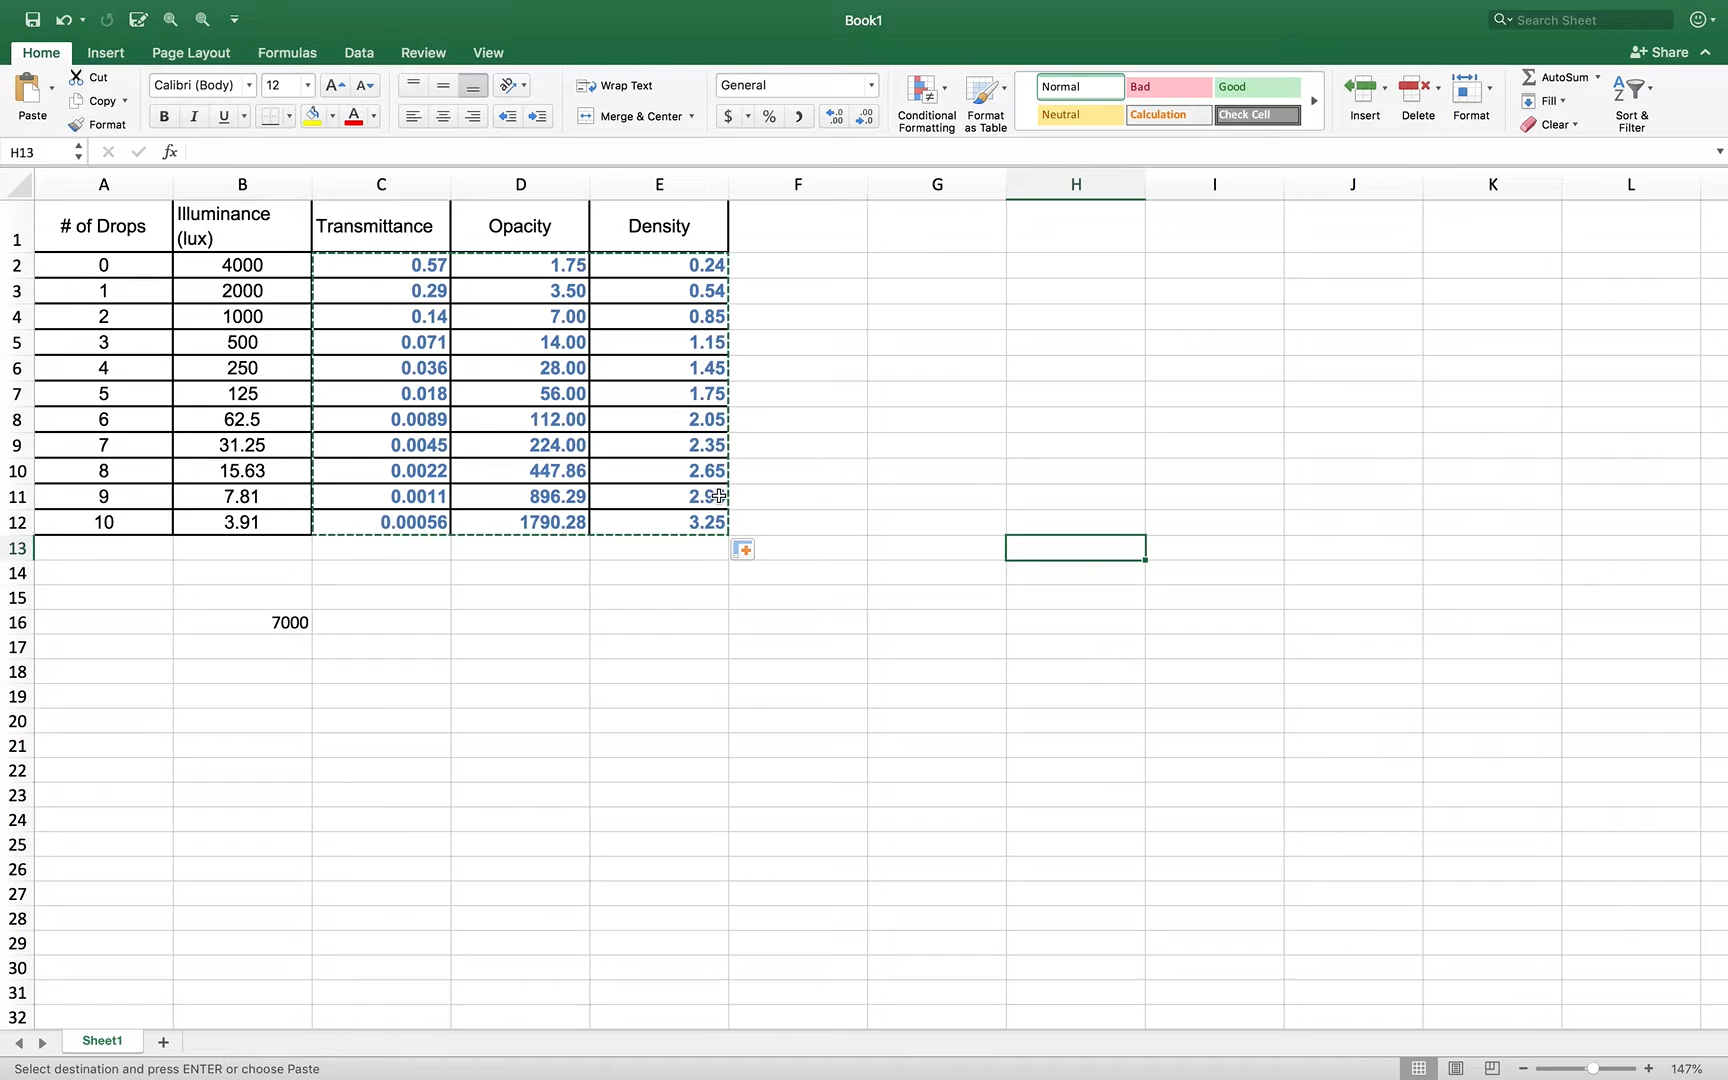 Book1
Search Sheet
Home Insert Page Layout Formulas Data Review View
Share
Paste
Cut
Copy
Format
Calibri (Body) 12
A A
B I U A
Wrap Text
Merge & Center
General
$ % ,
Conditional Formatting
Format as Table
Normal Bad Good
Neutral Calculation Check Cell
Insert Delete Format
AutoSum
Fill
Clear
Sort & Filter
H13 fx
A B C D E F G H I J K L
1 # of Drops Illuminance (lux) Transmittance Opacity Density
2 0 4000 0.57 1.75 0.24
3 1 2000 0.29 3.50 0.54
4 2 1000 0.14 7.00 0.85
5 3 500 0.071 14.00 1.15
6 4 250 0.036 28.00 1.45
7 5 125 0.018 56.00 1.75
8 6 62.5 0.0089 112.00 2.05
9 7 31.25 0.0045 224.00 2.35
10 8 15.63 0.0022 447.86 2.65
11 9 7.81 0.0011 896.29
12 10 3.91 0.00056 1790.28 3.25
13
14
15
16 7000
17
18
19
20
21
22
23
24
25
26
27
28
29
30
31
32
Sheet1
Select destination and press ENTER or choose Paste
147%